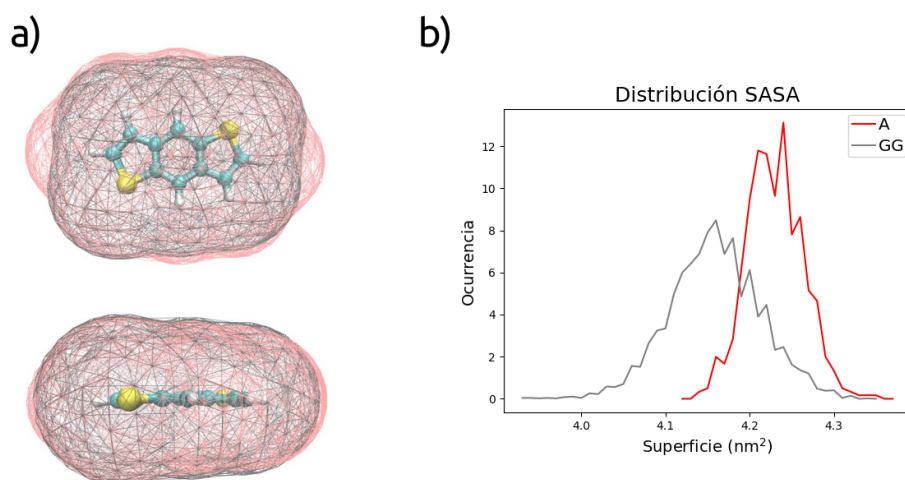 a)
b)
Distribución SASA
A
GG
Ocurrencia
12
10
8
6
4
2
0
4.0
4.1
4.2
4.3
Superficie (nm²)